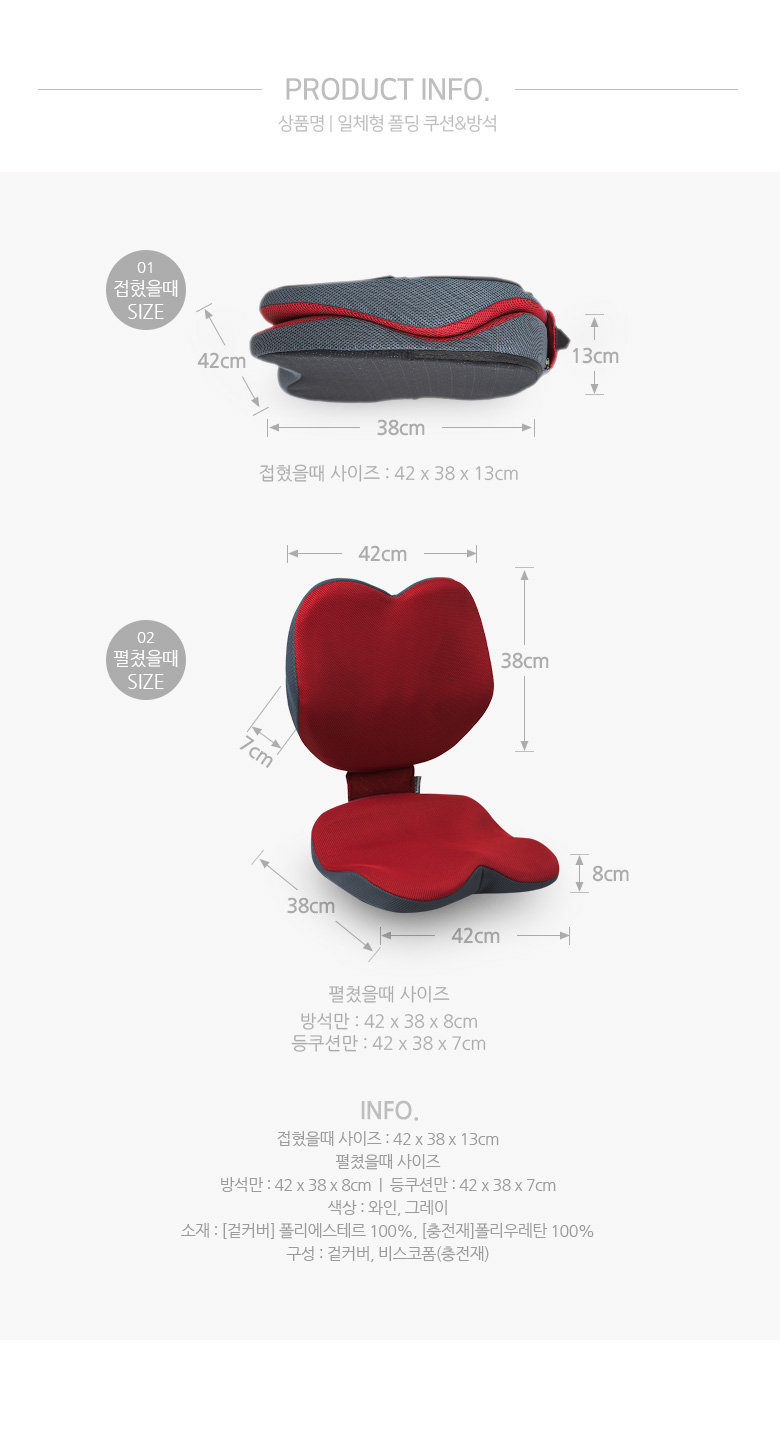 PRODUCT INFO.
상품명 | 일체형 폴딩 쿠션&방석
01
접혔을때
SIZE
42cm
13cm
38cm
접혔을때 사이즈 : 42 x 38 x 13cm
42cm
02
펼쳤을때
SIZE
38cm
7cm
8cm
38cm
42cm
펼쳤을때 사이즈
방석만 : 42 x 38 x 8cm
등쿠션만 : 42 x 38 x 7cm
INFO.
접혔을때 사이즈 : 42 x 38 x 13cm
펼쳤을때 사이즈
방석만 : 42 x 38 x 8cm ㅣ 등쿠션만 : 42 x 38 x 7cm
색상 : 와인, 그레이
소재 : [겉커버] 폴리에스테르 100%, [충전재]폴리우레탄 100%
구성 : 겉커버, 비스코폼(충전재)